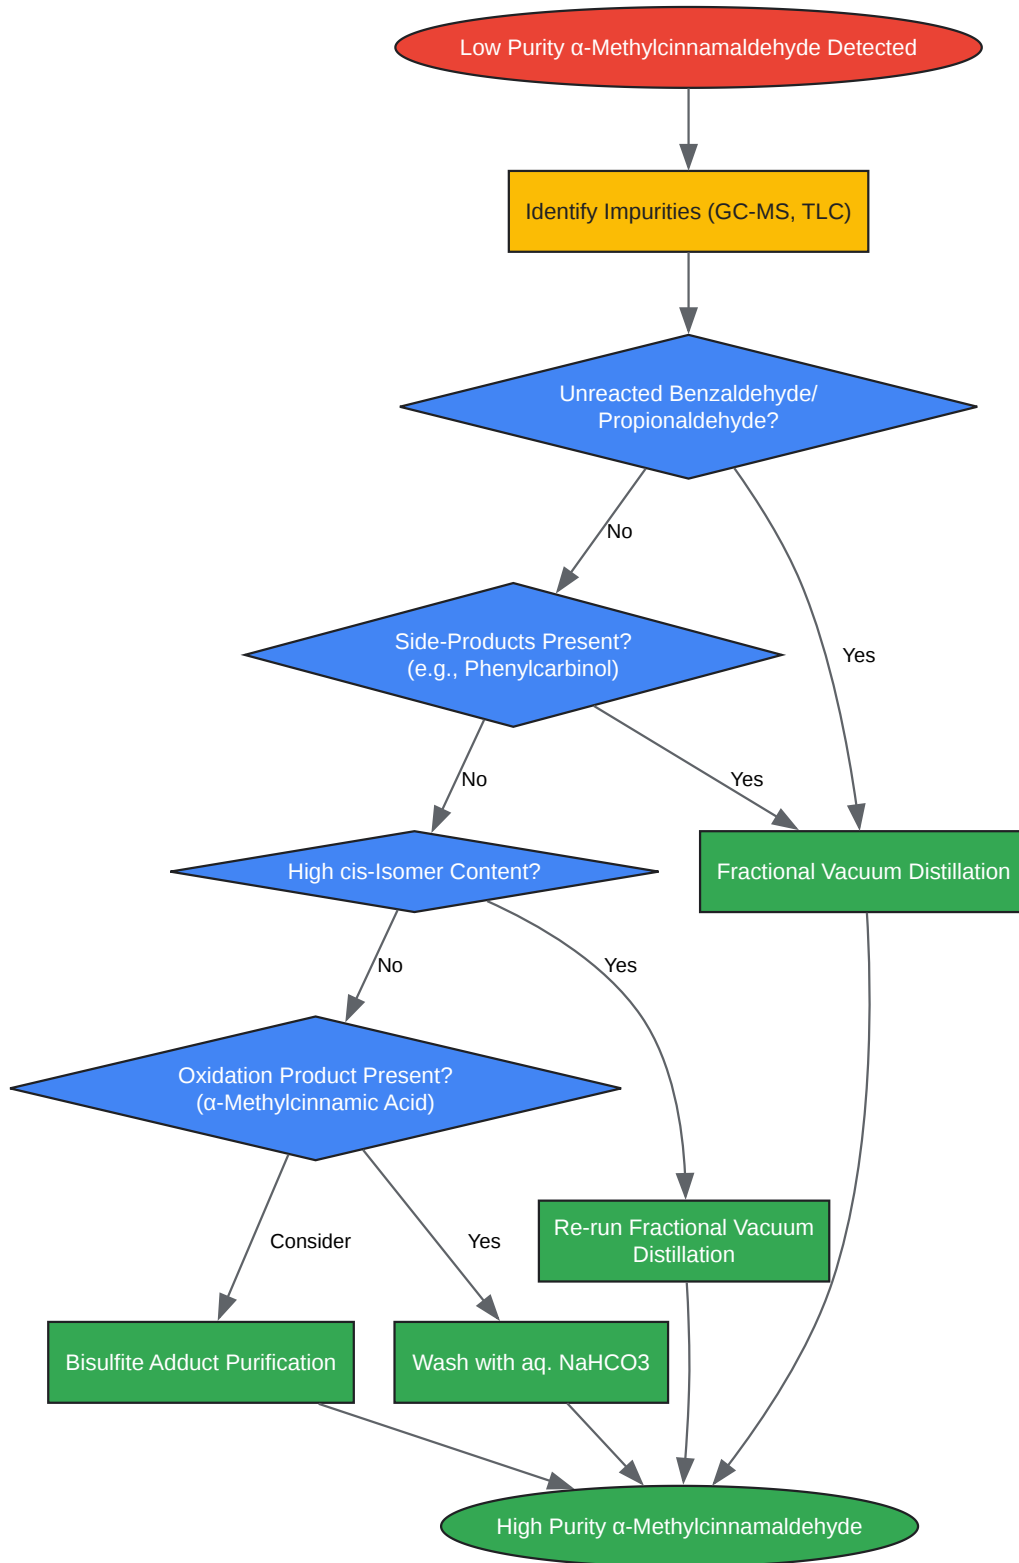 Low Purity α-Methylcinnamaldehyde Detected
Identify Impurities (GC-MS, TLC)
Unreacted Benzaldehyde/
Propionaldehyde?
No
Side-Products Present?
(e.g., Phenylcarbinol)
Yes
No
Yes
High cis-Isomer Content?
Fractional Vacuum Distillation
No
Yes
Oxidation Product Present?
(α-Methylcinnamic Acid)
Consider
Yes
Re-run Fractional Vacuum
Distillation
Bisulfite Adduct Purification
Wash with aq. NaHCO3
High Purity α-Methylcinnamaldehyde